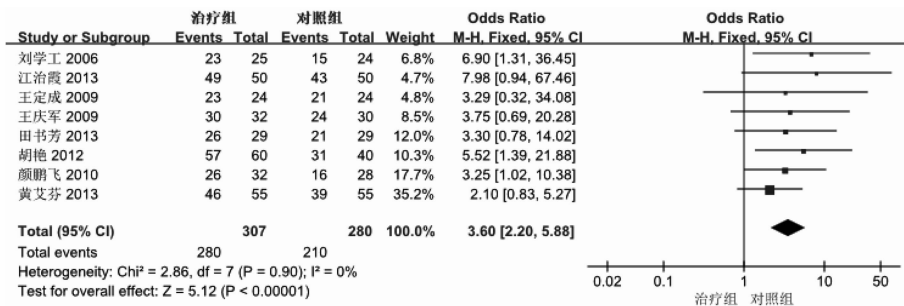 治疗组 对照组 Odds Ratio Odds Ratio
Study or Subgroup Events Total Events Total Weight M-H, Fixed, 95% CI M-H, Fixed, 95% CI
刘学工 2006 23 25 15 24 6.8% 6.90 [1.31, 36.45]
江治霞 2013 49 50 43 50 4.7% 7.98 [0.94, 67.46]
王定成 2009 23 24 21 24 4.8% 3.29 [0.32, 34.08]
王庆军 2009 30 32 24 30 8.5% 3.75 [0.69, 20.28]
田书芳 2013 26 29 21 29 12.0% 3.30 [0.78, 14.02]
胡艳 2012 57 60 31 40 10.3% 5.52 [1.39, 21.88]
颜鹏飞 2010 26 32 16 28 17.7% 3.25 [1.02, 10.38]
黄艾芬 2013 46 55 39 55 35.2% 2.10 [0.83, 5.27]
Total (95% CI) 307 280 100.0% 3.60 [2.20, 5.88]
Total events 280 210
Heterogeneity: Chi² = 2.86, df = 7 (P = 0.90); I² = 0%
Test for overall effect: Z = 5.12 (P < 0.00001)
0.02 0.1 1 10 50
治疗组 对照组